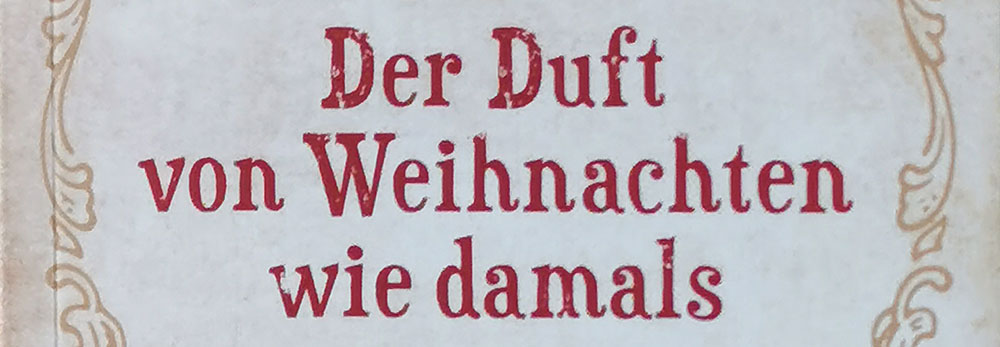 Der Duft
von Weihnachten
wie damals